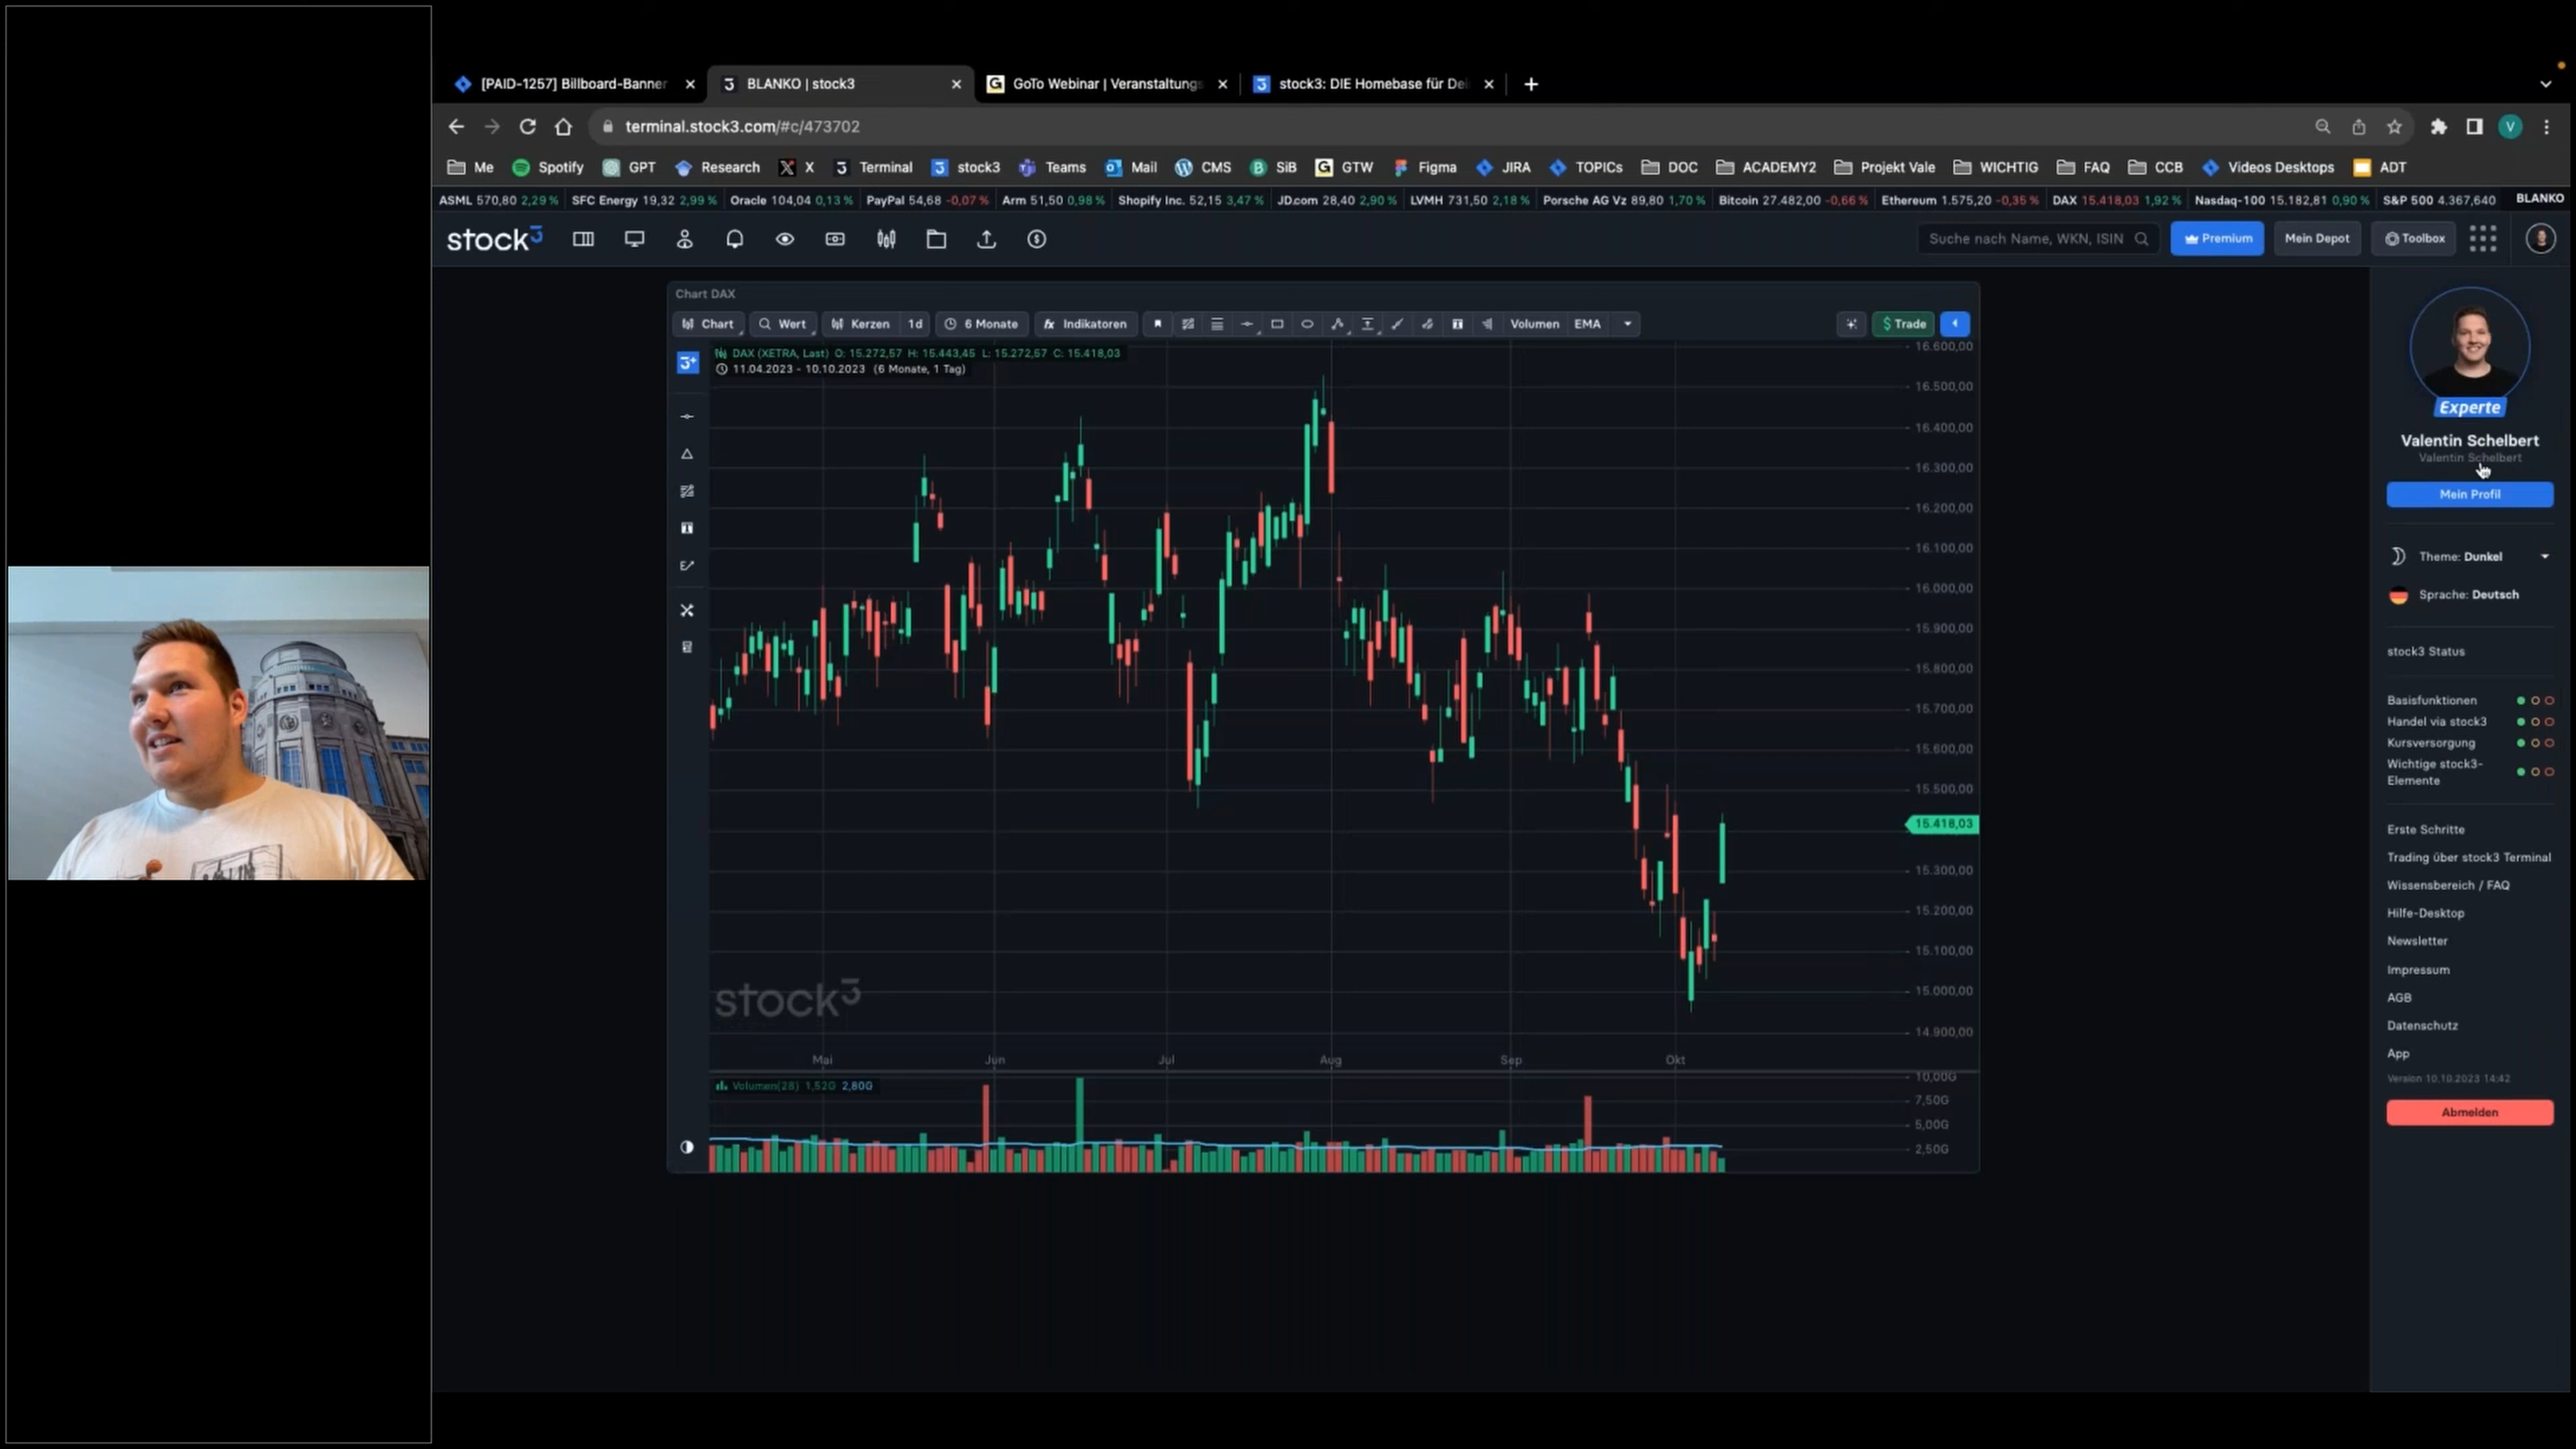 [PAID-1257] Billboard-Banner
BLANKO | stock3
GoTo Webinar | Veranstaltungs
stock3: DIE Homebase für Dei
terminal.stock3.com/#c/473702
V
Me Spotify GPT Research X Terminal stock3 Teams Mail CMS SiB GTW Figma JIRA TOPICs DOC ACADEMY2 Projekt Vale WICHTIG FAQ CCB Videos Desktops ADT
ASML 570,80 2,29 % SFC Energy 19,32 2,99 % Oracle 104,04 0,13 % PayPal 54,68 -0,07 % Arm 51,50 0,98 % Shopify Inc. 52,15 3,47 % JD.com 28,40 2,90 % LVMH 731,50 2,18 % Porsche AG Vz 89,80 1,70 % Bitcoin 27.482,00 -0,66 % Ethereum 1.575,20 -0,35 % DAX 15.418,03 1,92 % Nasdaq-100 15.182,81 0,90 % S&P 500 4.367,640 BLANKO
stock3 Suche nach Name, WKN, ISIN Premium Mein Depot Toolbox
Chart DAX
Chart Wert Kerzen 1d 6 Monate fx Indikatoren Volumen EMA $ Trade
DAX (XETRA, Last) O: 15.272,57 H: 15.443,45 L: 15.272,57 C: 15.418,03
11.04.2023 - 10.10.2023 (6 Monate, 1 Tag)
16.600,00
16.500,00
16.400,00
16.300,00
16.200,00
16.100,00
16.000,00
15.900,00
15.800,00
15.700,00
15.600,00
15.500,00
15.418,03
15.300,00
15.200,00
15.100,00
15.000,00
14.900,00
stock3
Mai Jun Jul Aug Sep Okt
Volumen(28) 1,52G 2,80G
10,00G
7,50G
5,00G
2,50G
Experte
Valentin Schelbert
Valentin Schelbert
Mein Profil
Theme: Dunkel
Sprache: Deutsch
stock3 Status
Basisfunktionen
Handel via stock3
Kursversorgung
Wichtige stock3-
Elemente
Erste Schritte
Trading über stock3 Terminal
Wissensbereich / FAQ
Hilfe-Desktop
Newsletter
Impressum
AGB
Datenschutz
App
Version 10.10.2023 14:42
Abmelden